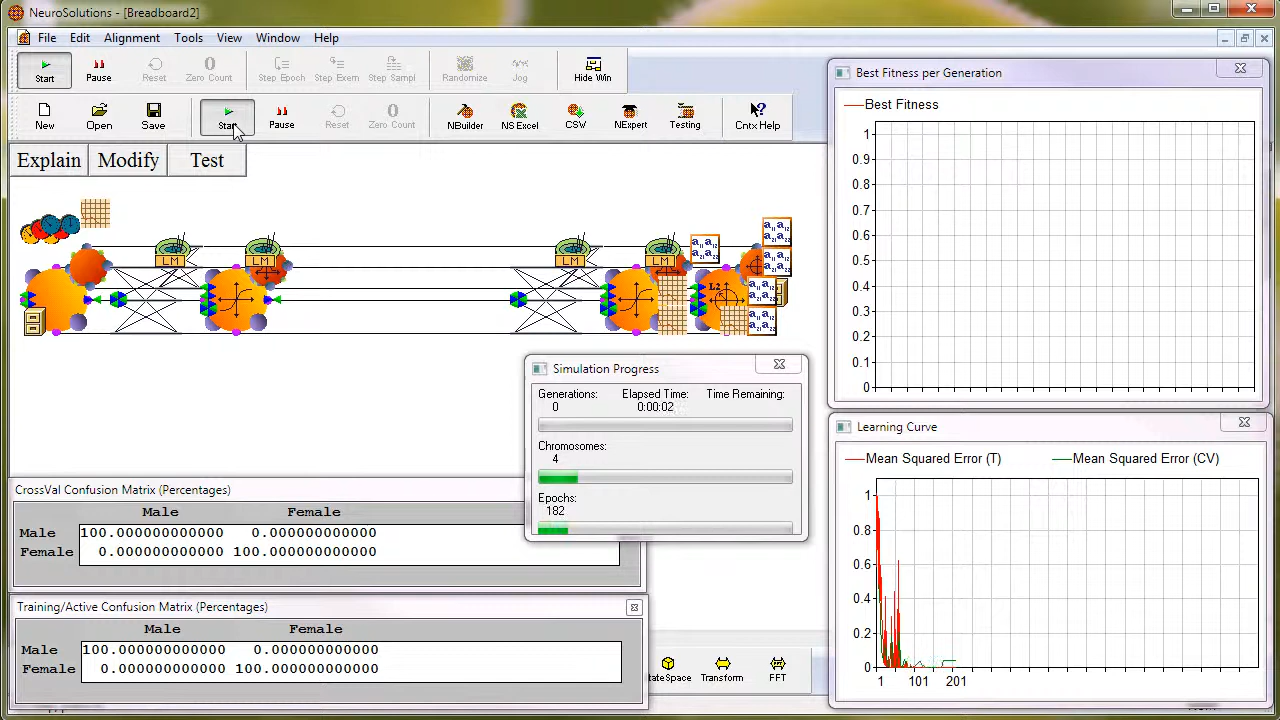 NeuroSolutions - [Breadboard2]
File Edit Alignment Tools View Window Help
Start Pause Reset Zero Count Step Epoch Step Exem Step Sampl Randomize Jog Hide Win
New Open Save Start Pause Reset Zero Count NBuilder NS Excel CSV NExpert Testing Cntx Help
Explain Modify Test
LM LM LM LM
L2
Best Fitness per Generation
Best Fitness
1
0.9
0.8
0.7
0.6
0.5
0.4
0.3
0.2
0.1
0
Simulation Progress
Generations: Elapsed Time: Time Remaining:
0 0:00:02
Chromosomes:
4
Epochs:
182
Learning Curve
Mean Squared Error (T) Mean Squared Error (CV)
1
0.8
0.6
0.4
0.2
0
1 101 201
CrossVal Confusion Matrix (Percentages)
Male Female
Male 100.000000000000 0.000000000000
Female 0.000000000000 100.000000000000
Training/Active Confusion Matrix (Percentages)
Male Female
Male 100.000000000000 0.000000000000
Female 0.000000000000 100.000000000000
Transform FFT